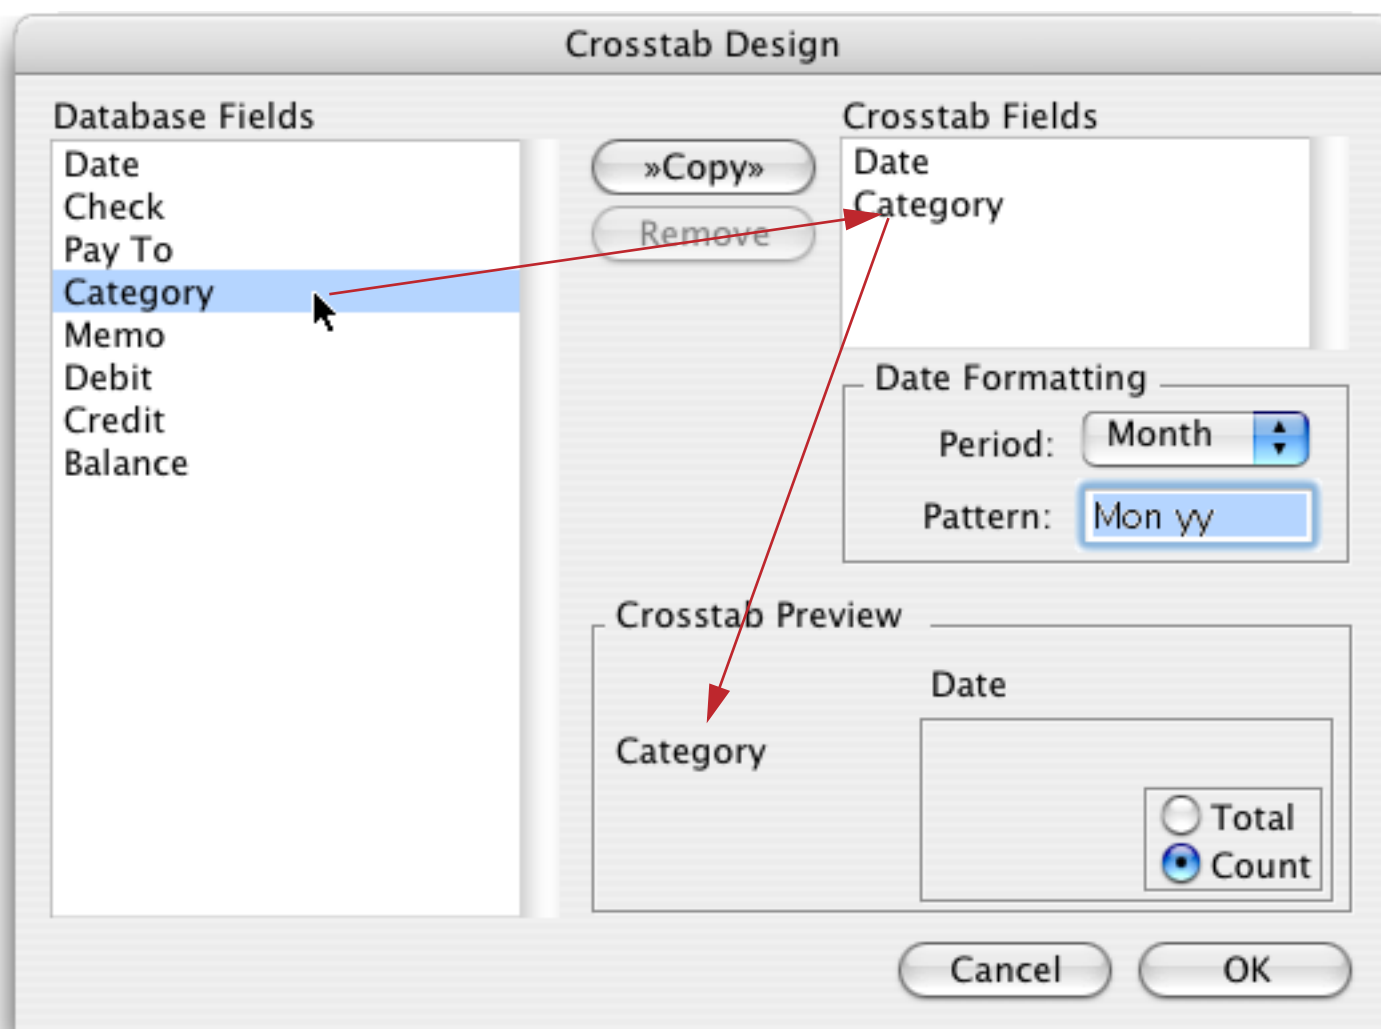 Crosstab Design
Database Fields
Date
Check
Pay To
Category
Memo
Debit
Credit
Balance
»Copy»
Remove
Crosstab Fields
Date
Category
Date Formatting
Period: Month
Pattern: Mon yy
Crosstab Preview
Date
Category
Total
Count
Cancel OK